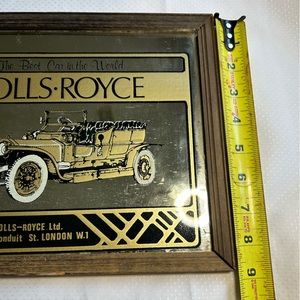 The Best Car in the World
OLLS·ROYCE
OLLS–ROYCE Ltd.
onduit St. LONDON W.1
2
3
4
5
6
7
8
9